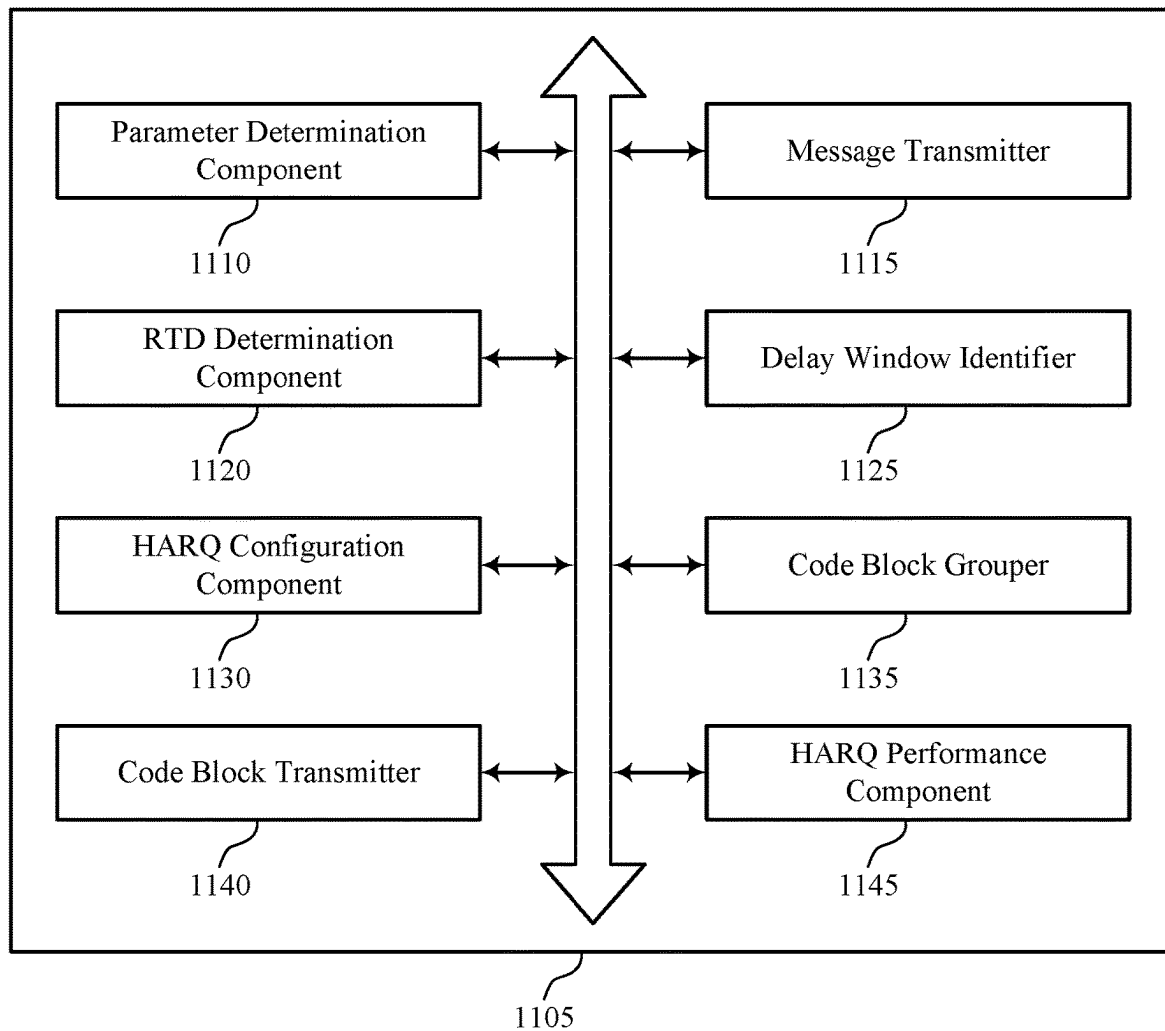 Parameter Determination
Component
1110
Message Transmitter
1115
RTD Determination
Component
1120
Delay Window Identifier
1125
HARQ Configuration
Component
1130
Code Block Grouper
1135
Code Block Transmitter
1140
HARQ Performance
Component
1145
1105